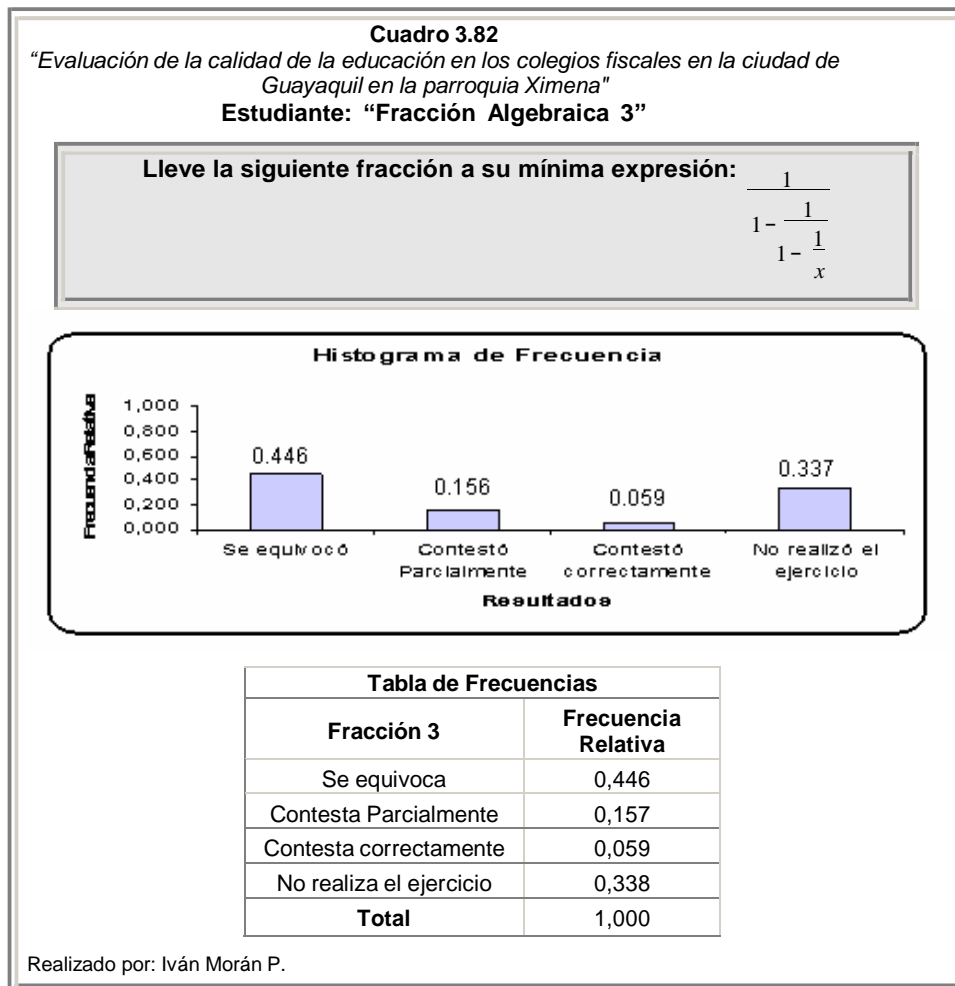 Cuadro 3.82
“Evaluación de la calidad de la educación en los colegios fiscales en la ciudad de
Guayaquil en la parroquia Ximena"
Estudiante: “Fracción Algebraica 3”
Lleve la siguiente fracción a su mínima expresión:
1
1 − 1
1 − 1
x
Histograma de Frecuencia
Frecuencia Relativa
1,000
0,800
0,600
0,400
0,200
0,000
0.446
0.156
0.059
0.337
Se equivocó
Contestó
Parcialmente
Contestó
correctamente
No realizó el
ejercicio
Resultados
Tabla de Frecuencias
Fracción 3 Frecuencia
Relativa
Se equivoca 0,446
Contesta Parcialmente 0,157
Contesta correctamente 0,059
No realiza el ejercicio 0,338
Total 1,000
Realizado por: Iván Morán P.